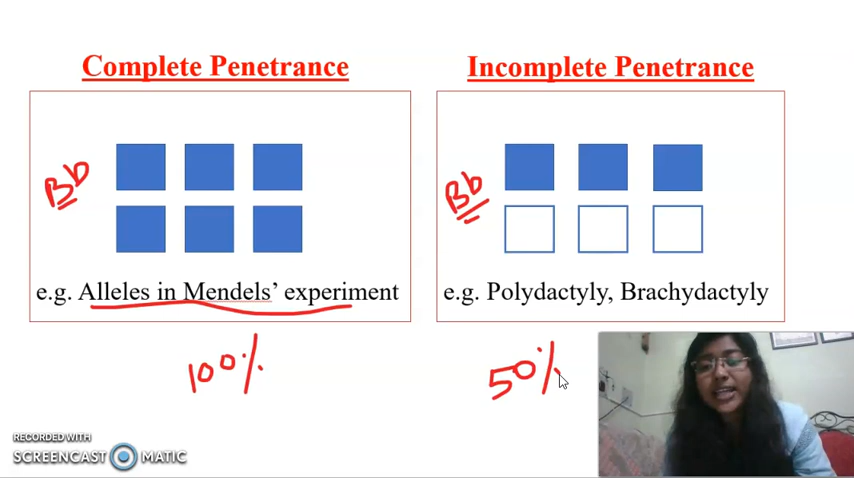 Complete Penetrance
Incomplete Penetrance
Bb
Bb
e.g. Alleles in Mendels’ experiment
e.g. Polydactyly, Brachydactyly
100%
50%
RECORDED WITH
SCREENCAST MATIC